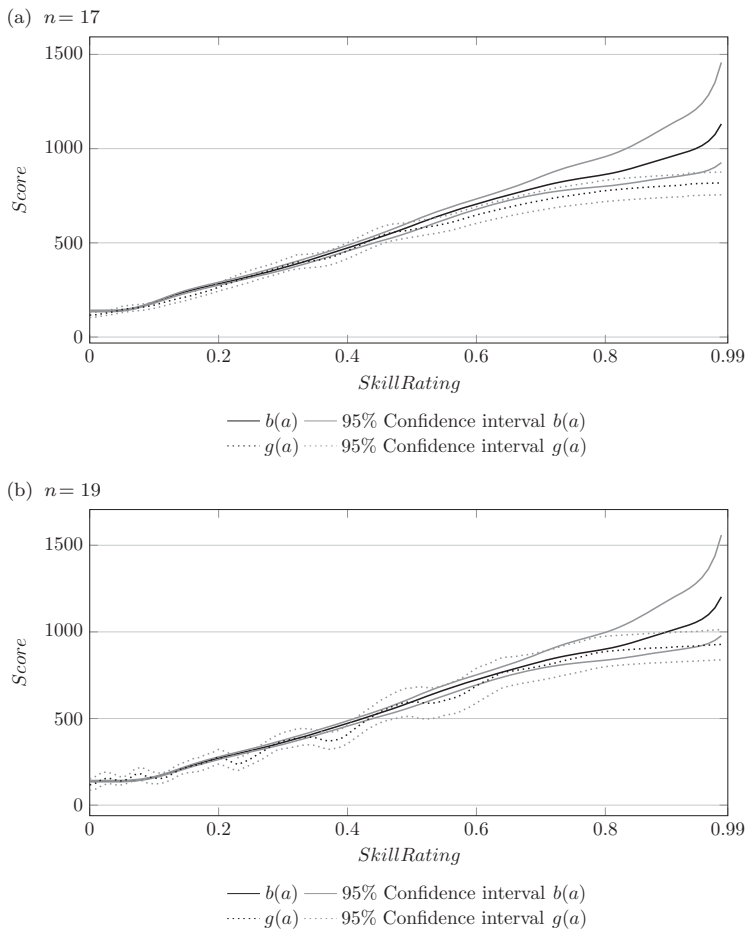 (a) n = 17
1500
1000
500
0
Score
0 0.2 0.4 0.6 0.8 0.99
SkillRating
b(a) 95% Confidence interval b(a)
g(a) 95% Confidence interval g(a)
(b) n = 19
1500
1000
500
0
Score
0 0.2 0.4 0.6 0.8 0.99
SkillRating
b(a) 95% Confidence interval b(a)
g(a) 95% Confidence interval g(a)